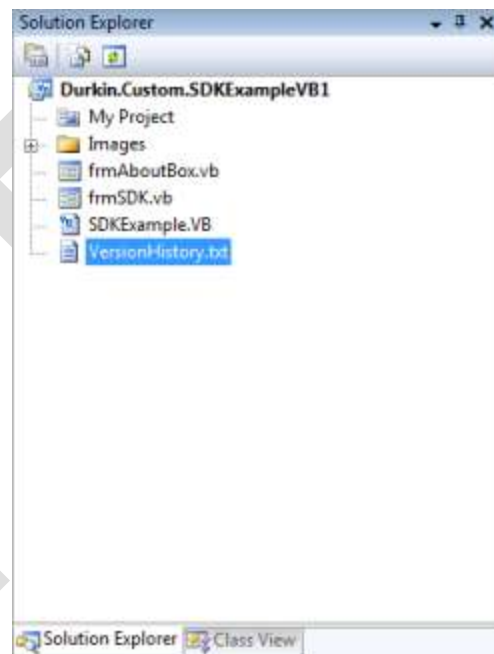 Solution Explorer
Durkin.Custom.SDKExampleVB1
My Project
Images
frmAboutBox.vb
frmSDK.vb
SDKExample.VB
VersionHistory.txt
Solution Explorer Class View